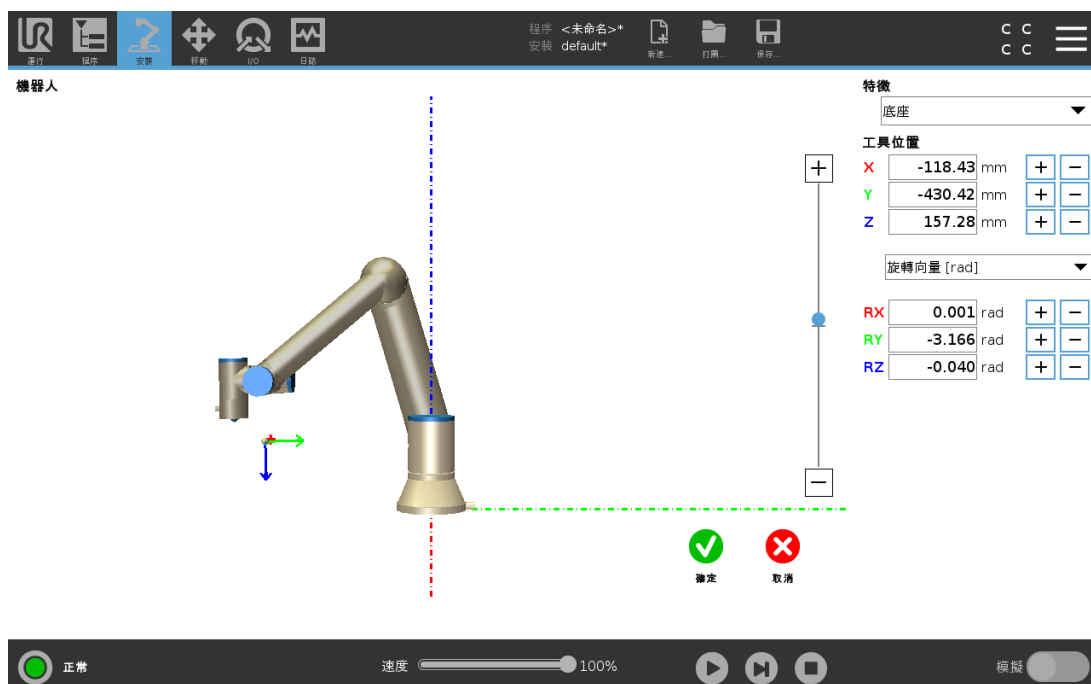 運行
程序
安裝
移動
I/O
日誌
程序 <未命名>*
安裝 default*
新建...
打開...
保存...
C C
C C
機器人
特徵
底座
工具位置
X -118.43 mm + −
Y -430.42 mm + −
Z 157.28 mm + −
旋轉向量 [rad]
RX 0.001 rad + −
RY -3.166 rad + −
RZ -0.040 rad + −
確定
取消
正常
速度
100%
模擬